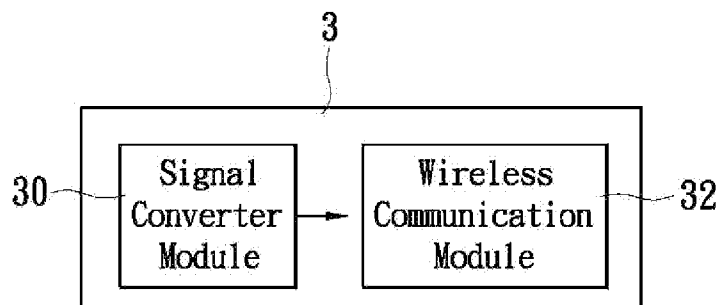 3
30
Signal
Converter
Module
Wireless
Communication
Module
32